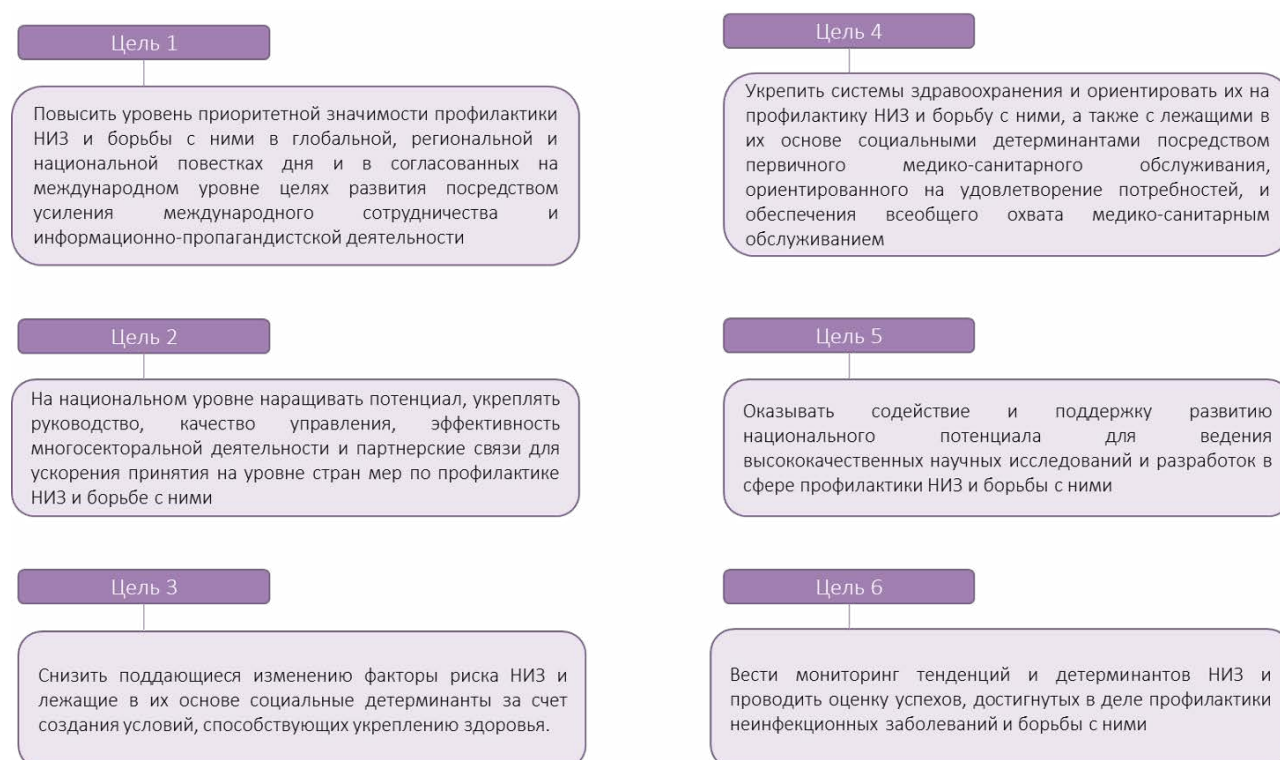 Цель 1
Повысить уровень приоритетной значимости профилактики
НИЗ и борьбы с ними в глобальной, региональной и
национальной повестках дня и в согласованных на
международном уровне целях развития посредством
усиления международного сотрудничества и
информационно-пропагандистской деятельности
Цель 2
На национальном уровне наращивать потенциал, укреплять
руководство, качество управления, эффективность
многосекторальной деятельности и партнерские связи для
ускорения принятия на уровне стран мер по профилактике
НИЗ и борьбе с ними
Цель 3
Снизить поддающиеся изменению факторы риска НИЗ и
лежащие в их основе социальные детерминанты за счет
создания условий, способствующих укреплению здоровья.
Цель 4
Укрепить системы здравоохранения и ориентировать их на
профилактику НИЗ и борьбу с ними, а также с лежащими в
их основе социальными детерминантами посредством
первичного медико-санитарного обслуживания,
ориентированного на удовлетворение потребностей, и
обеспечения всеобщего охвата медико-санитарным
обслуживанием
Цель 5
Оказывать содействие и поддержку развитию
национального потенциала для ведения
высококачественных научных исследований и разработок в
сфере профилактики НИЗ и борьбы с ними
Цель 6
Вести мониторинг тенденций и детерминантов НИЗ и
проводить оценку успехов, достигнутых в деле профилактики
неинфекционных заболеваний и борьбы с ними